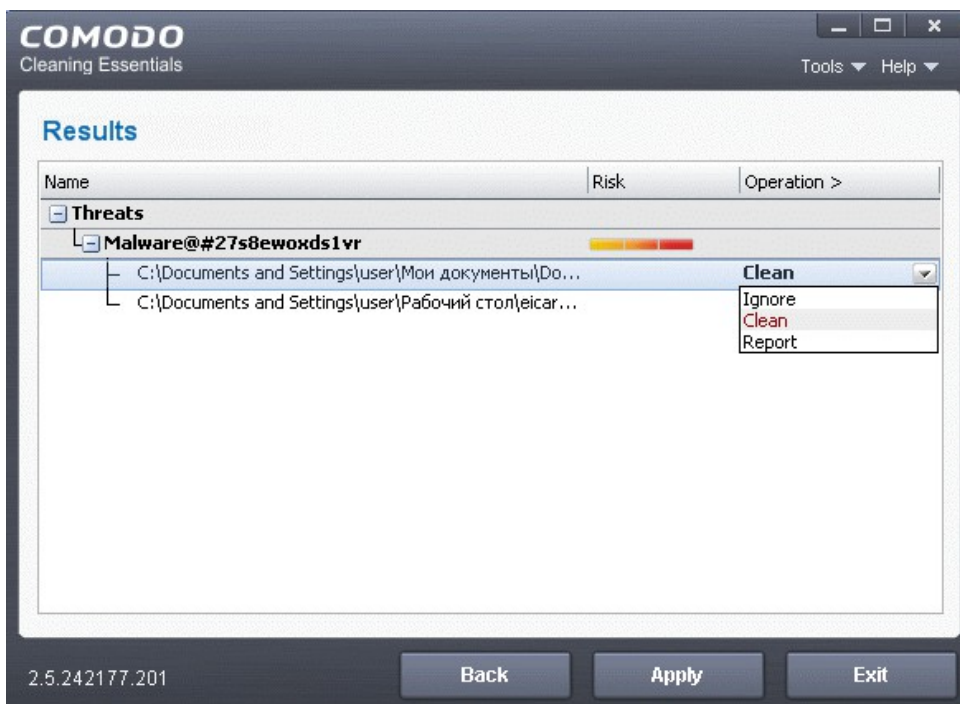 COMODO
Cleaning Essentials
Tools Help
Results
Name Risk Operation >
Threats
Malware@#27s8ewoxds1vr
C:\Documents and Settings\user\Мои документы\Do... Clean
C:\Documents and Settings\user\Рабочий стол\eicar...
Ignore
Clean
Report
2.5.242177.201 Back Apply Exit